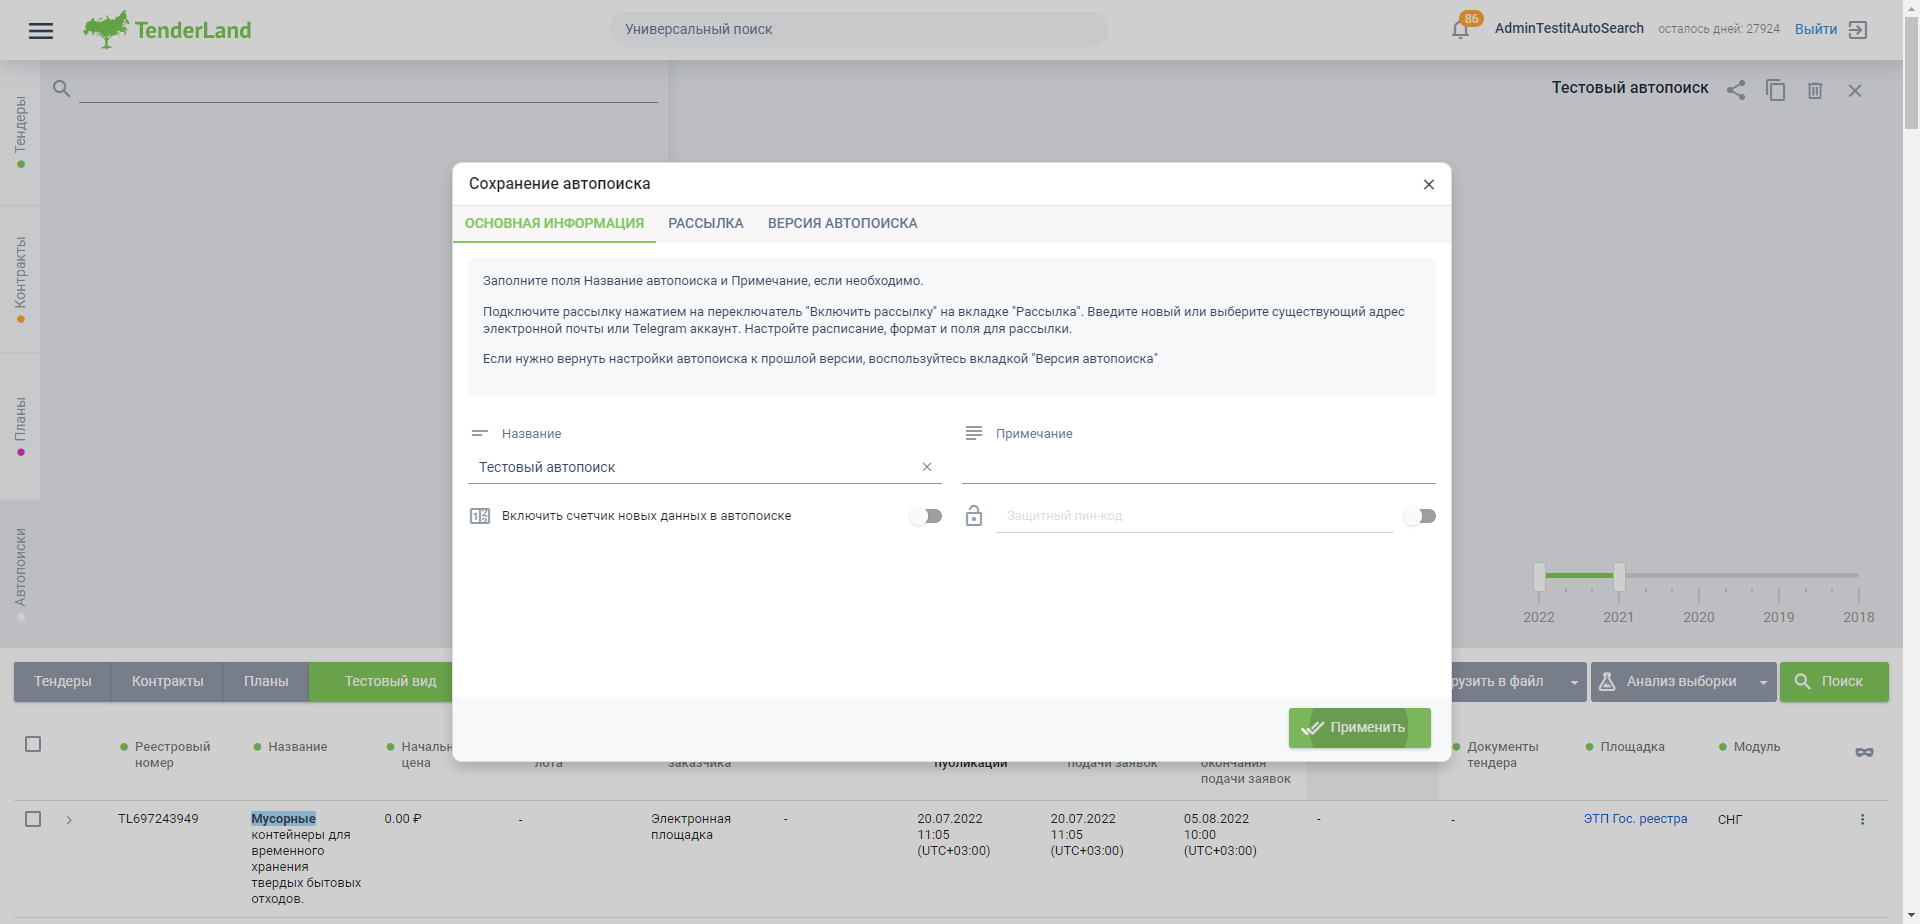 TenderLand
Универсальный поиск
86
AdminTestitAutoSearch
осталось дней: 27924
Выйти
Тендеры
Контракты
Планы
Автопоиски
Тестовый автопоиск
Сохранение автопоиска
ОСНОВНАЯ ИНФОРМАЦИЯ
РАССЫЛКА
ВЕРСИЯ АВТОПОИСКА
Заполните поля Название автопоиска и Примечание, если необходимо.
Подключите рассылку нажатием на переключатель "Включить рассылку" на вкладке "Рассылка". Введите новый или выберите существующий адрес
электронной почты или Telegram аккаунт. Настройте расписание, формат и поля для рассылки.
Если нужно вернуть настройки автопоиска к прошлой версии, воспользуйтесь вкладкой "Версия автопоиска"
Название
Примечание
Тестовый автопоиск
Включить счетчик новых данных в автопоиске
Защитный пин-код
Применить
2022
2021
2020
2019
2018
Тендеры
Контракты
Планы
Тестовый вид
рузить в файл
Анализ выборки
Поиск
Реестровый
номер
Название
Началь
цена
лота
заказчика
публикации
подачи заявок
окончания
подачи заявок
Документы
тендера
Площадка
Модуль
TL697243949
Мусорные
контейнеры для
временного
хранения
твердых бытовых
отходов.
0.00 ₽
-
Электронная
площадка
-
20.07.2022
11:05
(UTC+03:00)
20.07.2022
11:05
(UTC+03:00)
05.08.2022
10:00
(UTC+03:00)
-
-
ЭТП Гос. реестра
СНГ